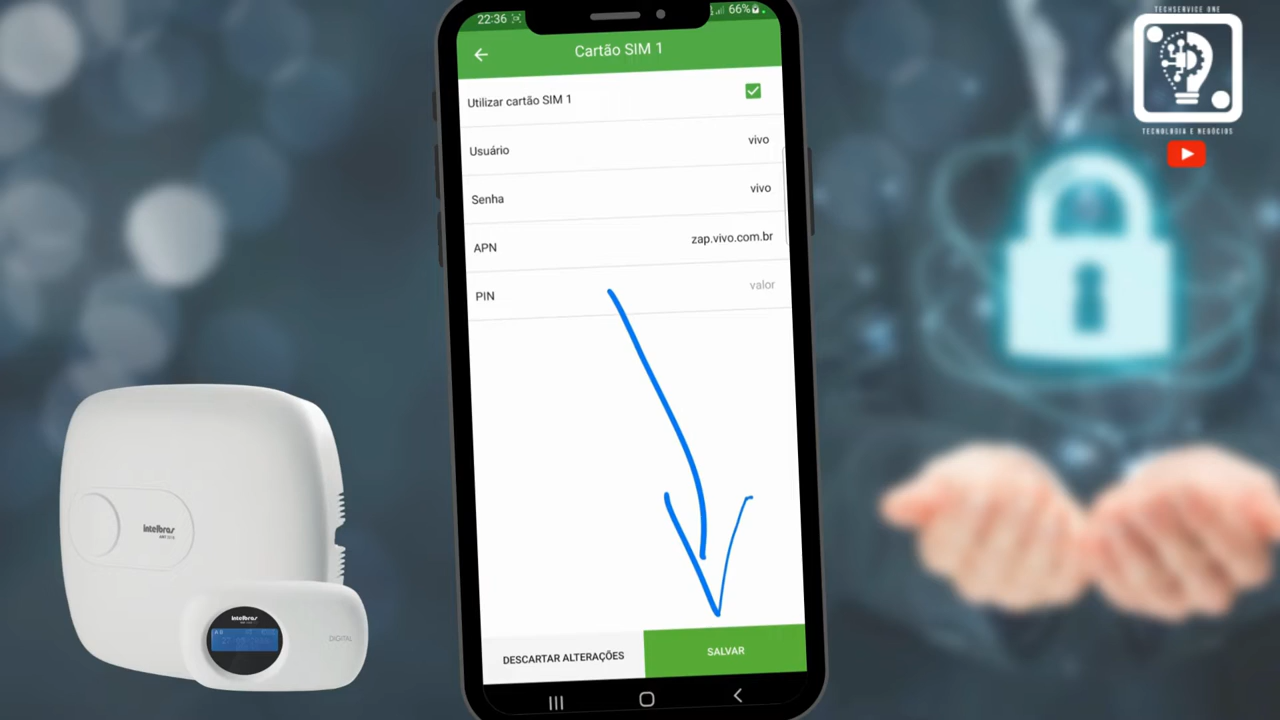 TECHSERVICE ONE
TECNOLOGIA E NEGÓCIOS
22:36
66%
Cartão SIM 1
Utilizar cartão SIM 1
Usuário vivo
Senha vivo
APN zap.vivo.com.br
PIN valor
DESCARTAR ALTERAÇÕES
SALVAR
intelbras
intelbras
DIGITAL